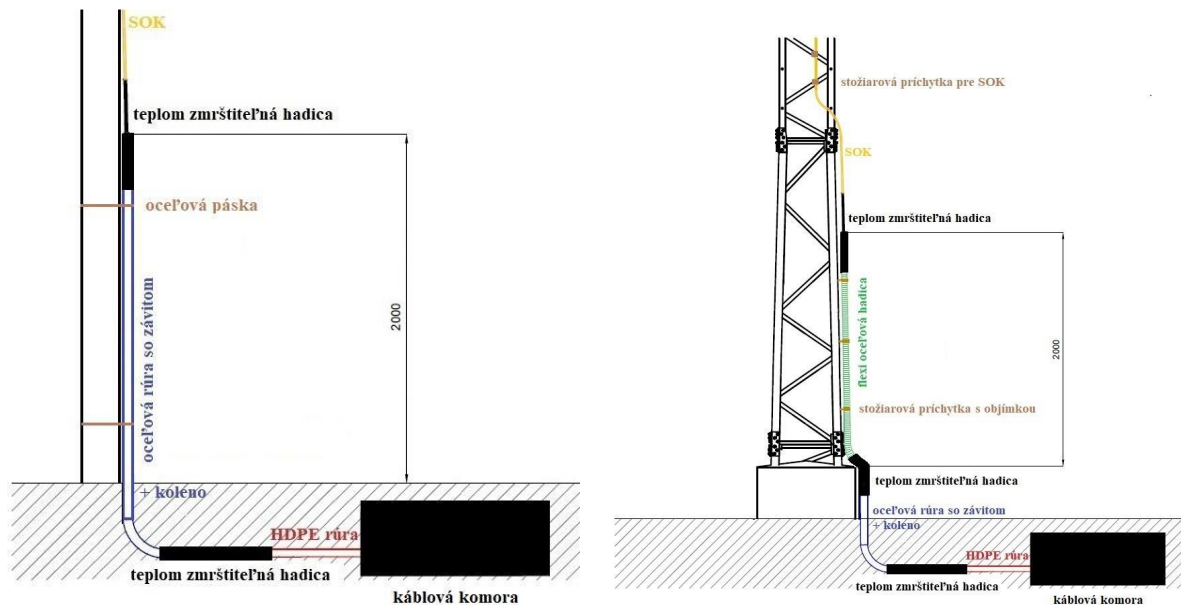 SOK
teplom zmrštiteľná hadica
oceľová páska
oceľová rúra so závitom
+ koleno
2000
HDPE rúra
teplom zmrštiteľná hadica
káblová komora
stožiarová príchytka pre SOK
SOK
teplom zmrštiteľná hadica
flexi oceľová hadica
2000
stožiarová príchytka s objímkou
teplom zmrštiteľná hadica
oceľová rúra so závitom
+ koleno
HDPE rúra
teplom zmrštiteľná hadica
káblová komora